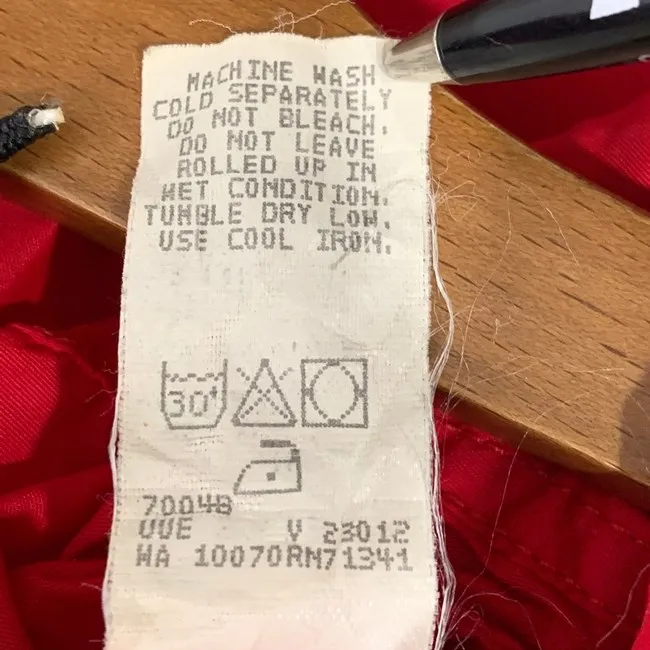 MACHINE WASH
COLD SEPARATELY
DO NOT BLEACH.
DO NOT LEAVE
ROLLED UP IN
WET CONDITION.
TUMBLE DRY LOW.
USE COOL IRON.
30°
70048
UUE V 23012
WA 10070RN71341